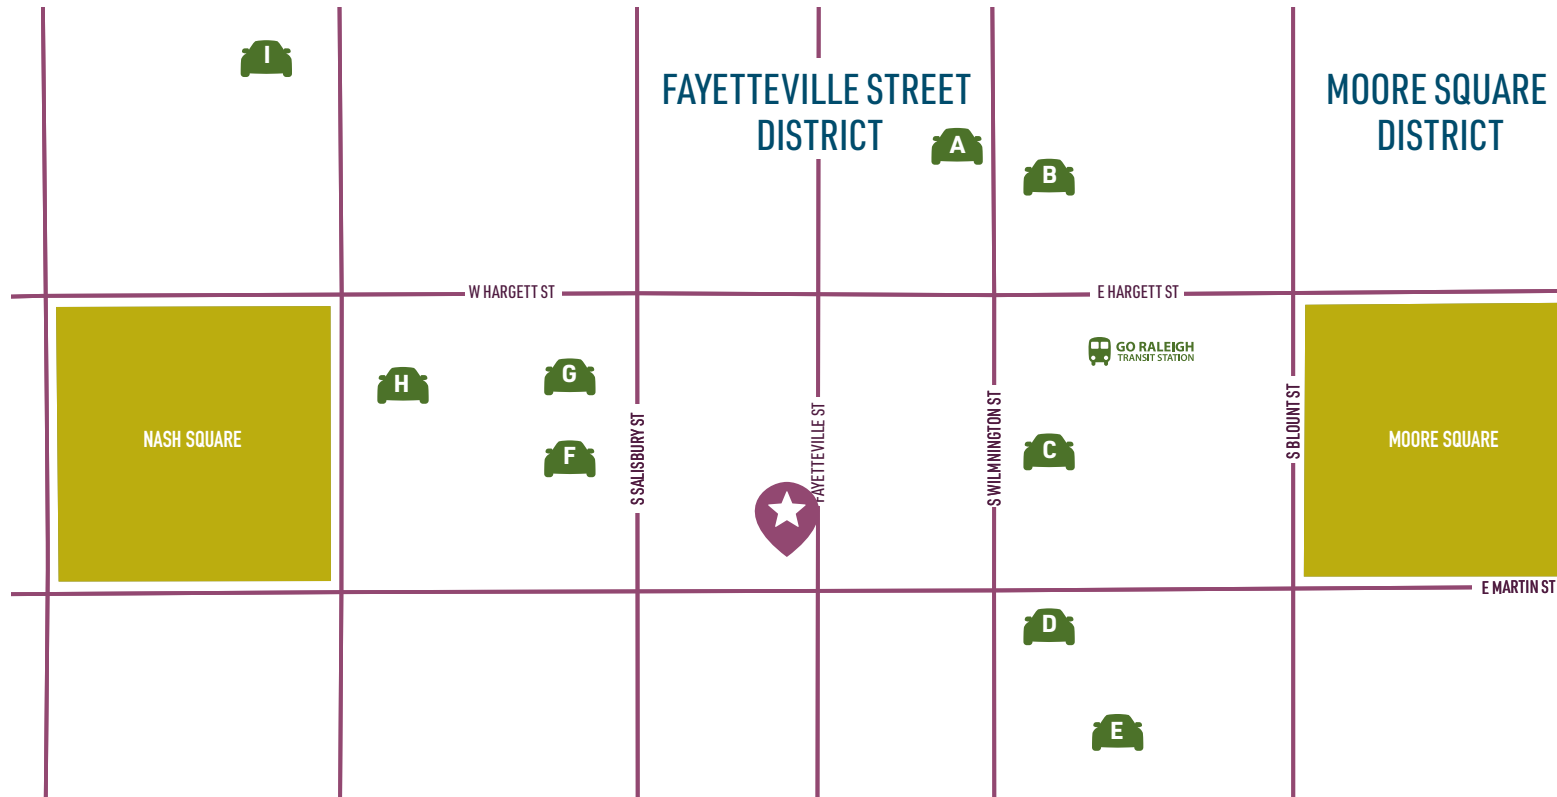 I
FAYETTEVILLE STREET
DISTRICT
MOORE SQUARE
DISTRICT
A
B
W HARGETT ST
E HARGETT ST
GO RALEIGH
TRANSIT STATION
H
G
F
C
NASH SQUARE
S SALISBURY ST
FAYETTEVILLE ST
S WILMNINGTON ST
S BLOUNT ST
MOORE SQUARE
E MARTIN ST
D
E